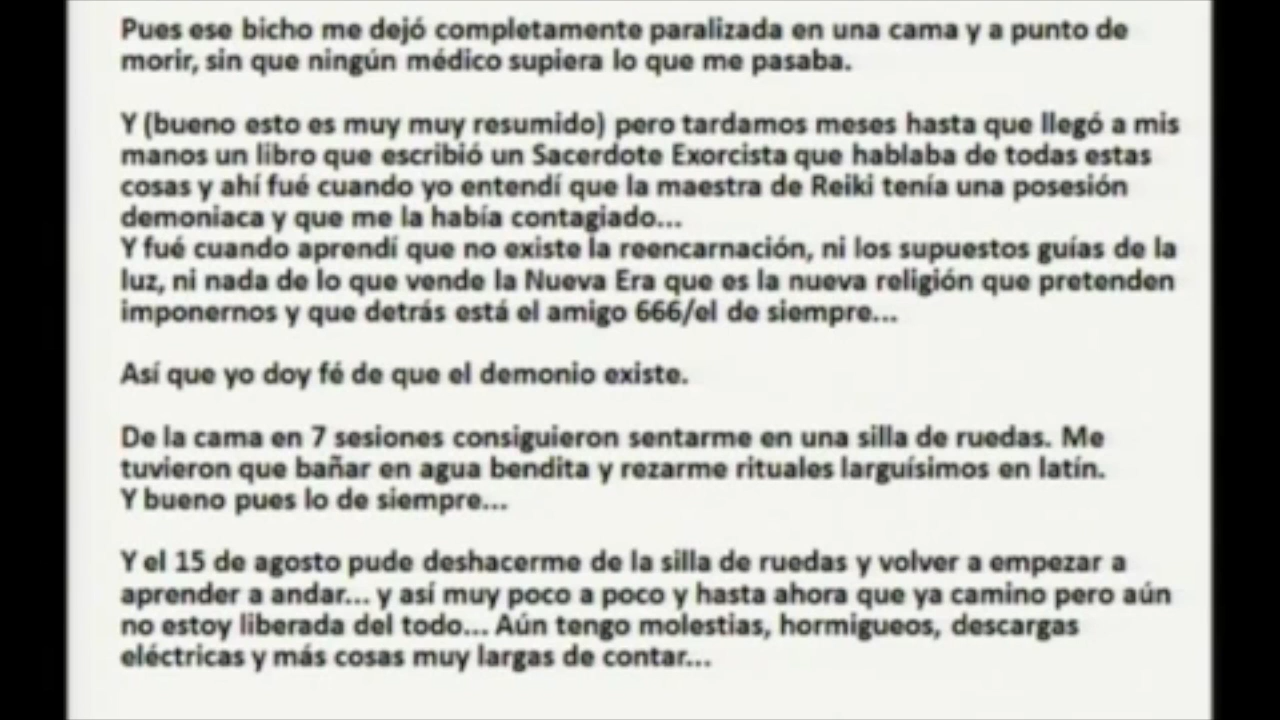 Pues ese bicho me dejó completamente paralizada en una cama y a punto de
morir, sin que ningún médico supiera lo que me pasaba.
Y (bueno esto es muy muy resumido) pero tardamos meses hasta que llegó a mis
manos un libro que escribió un Sacerdote Exorcista que hablaba de todas estas
cosas y ahí fué cuando yo entendí que la maestra de Reiki tenía una posesión
demoniaca y que me la había contagiado...
Y fué cuando aprendí que no existe la reencarnación, ni los supuestos guías de la
luz, ni nada de lo que vende la Nueva Era que es la nueva religión que pretenden
imponernos y que detrás está el amigo 666/el de siempre...
Así que yo doy fé de que el demonio existe.
De la cama en 7 sesiones consiguieron sentarme en una silla de ruedas. Me
tuvieron que bañar en agua bendita y rezarme rituales larguísimos en latín.
Y bueno pues lo de siempre...
Y el 15 de agosto pude deshacerme de la silla de ruedas y volver a empezar a
aprender a andar... y así muy poco a poco y hasta ahora que ya camino pero aún
no estoy liberada del todo... Aún tengo molestias, hormigueos, descargas
eléctricas y más cosas muy largas de contar...